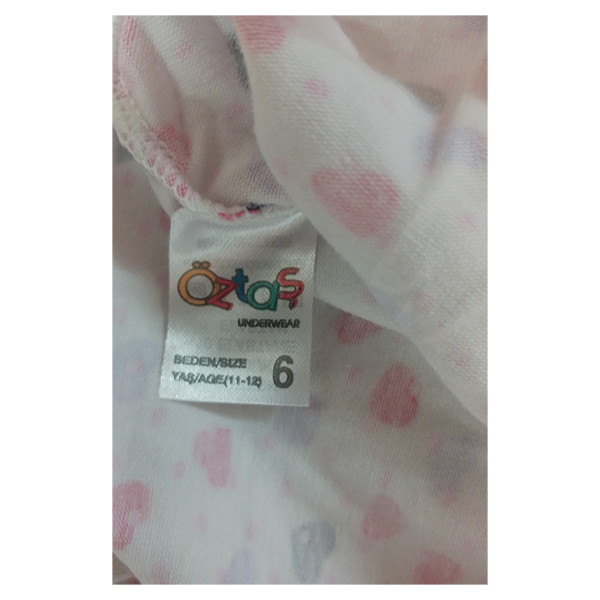 Öztaş
UNDERWEAR
BEDEN/SIZE
YAŞ/AGE(11-12) 6